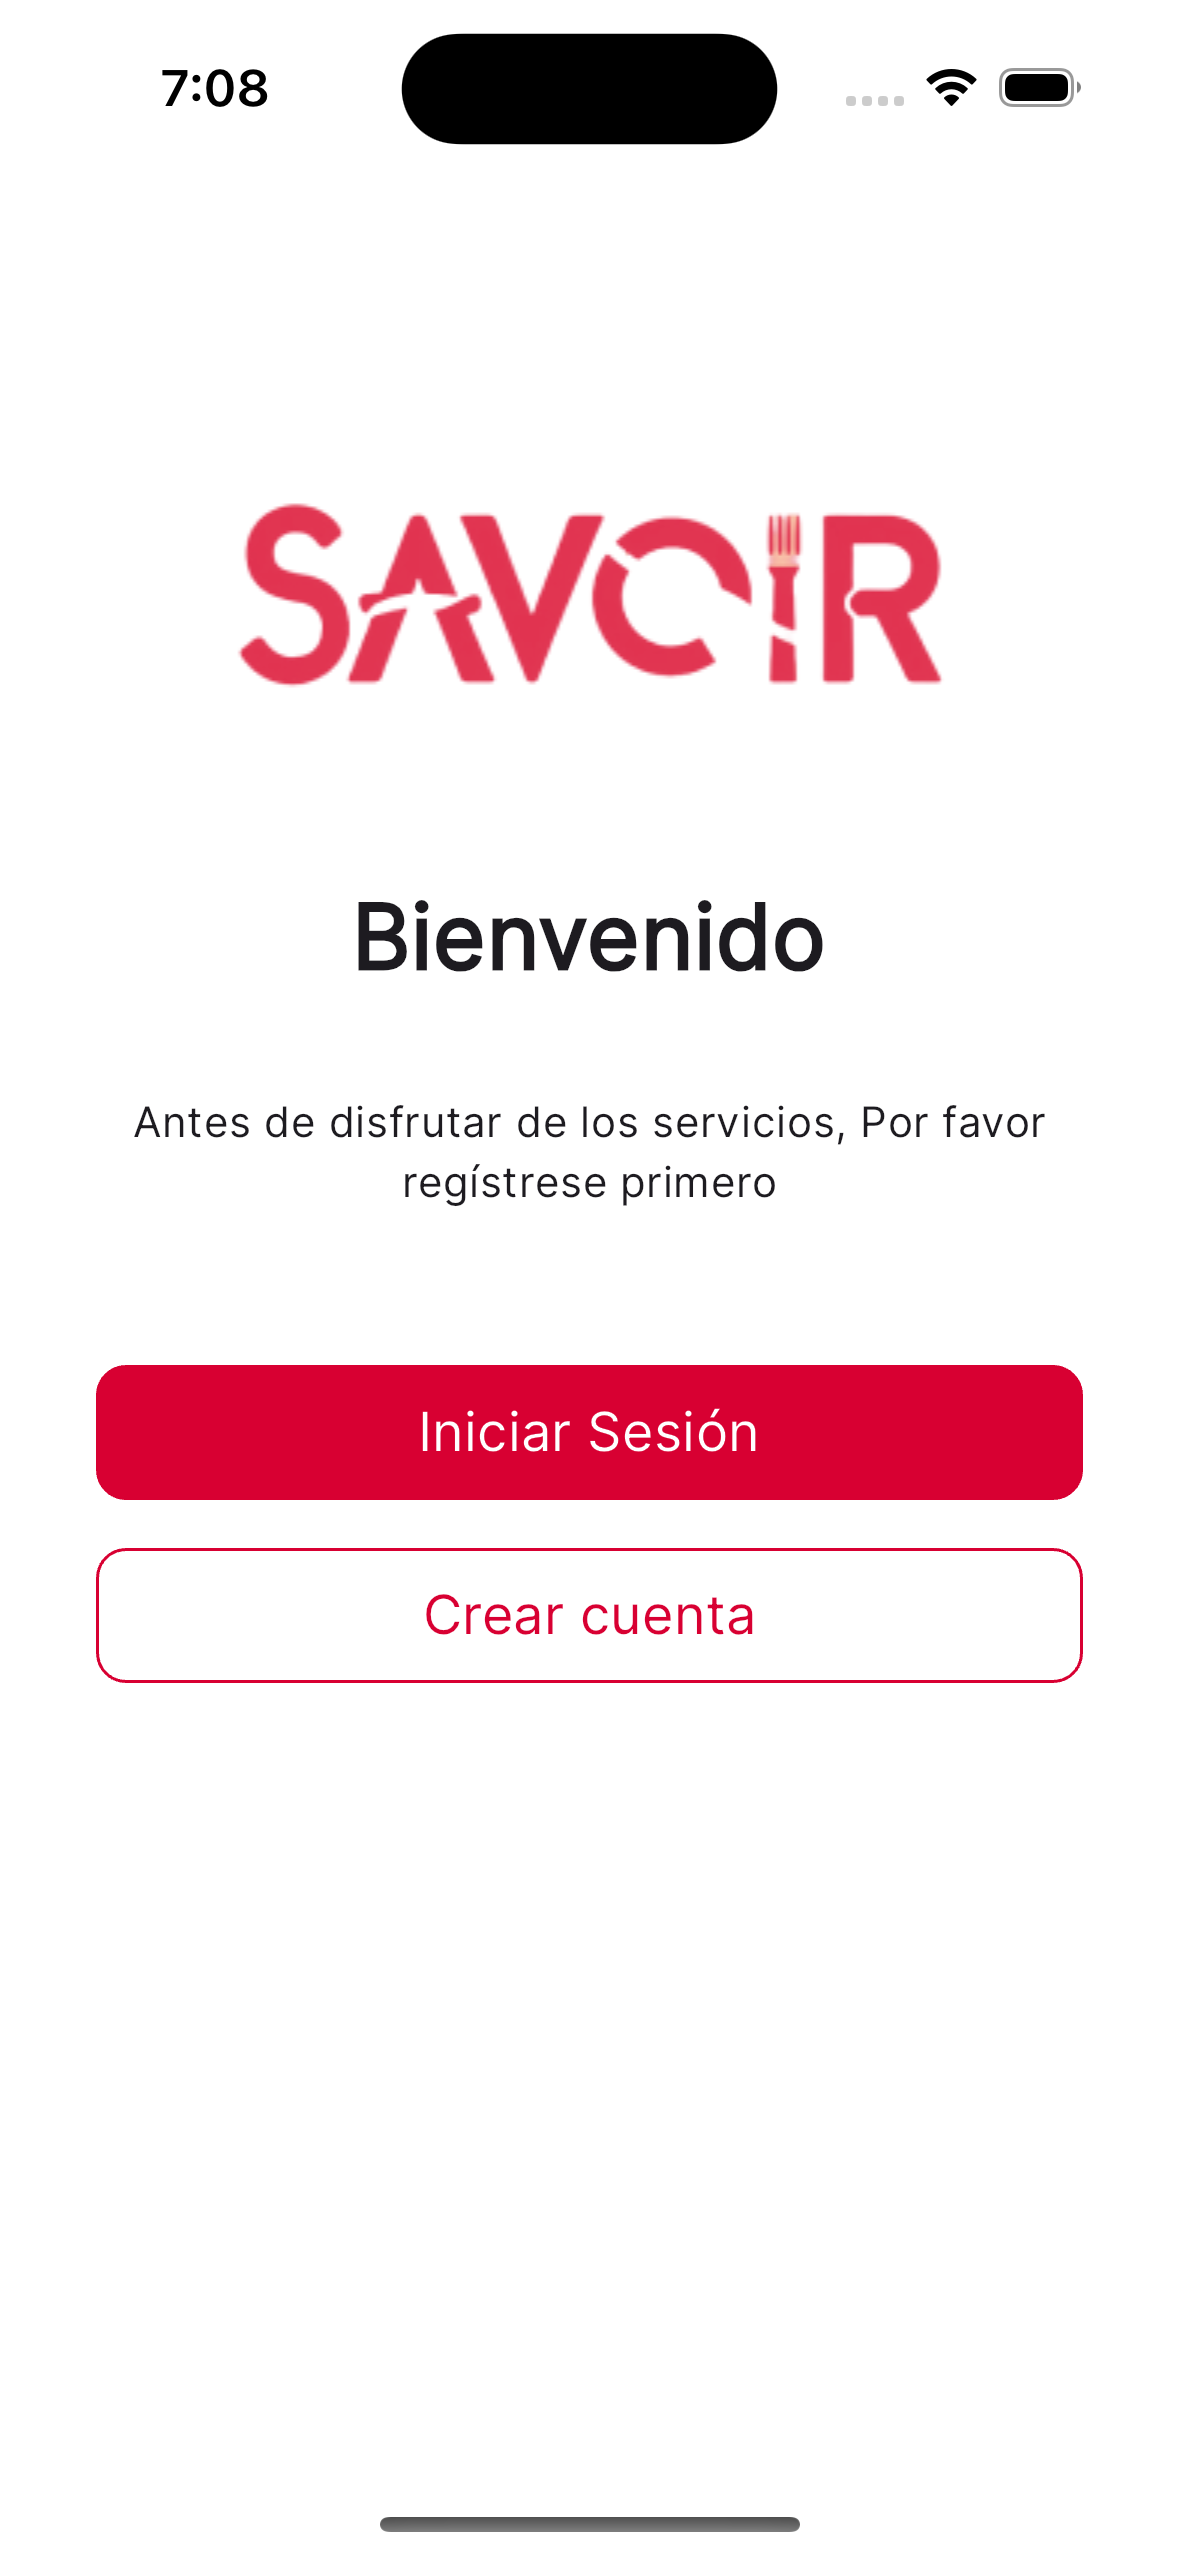 7:08
SAVOIR
Bienvenido
Antes de disfrutar de los servicios, Por favor
regístrese primero
Iniciar Sesión
Crear cuenta